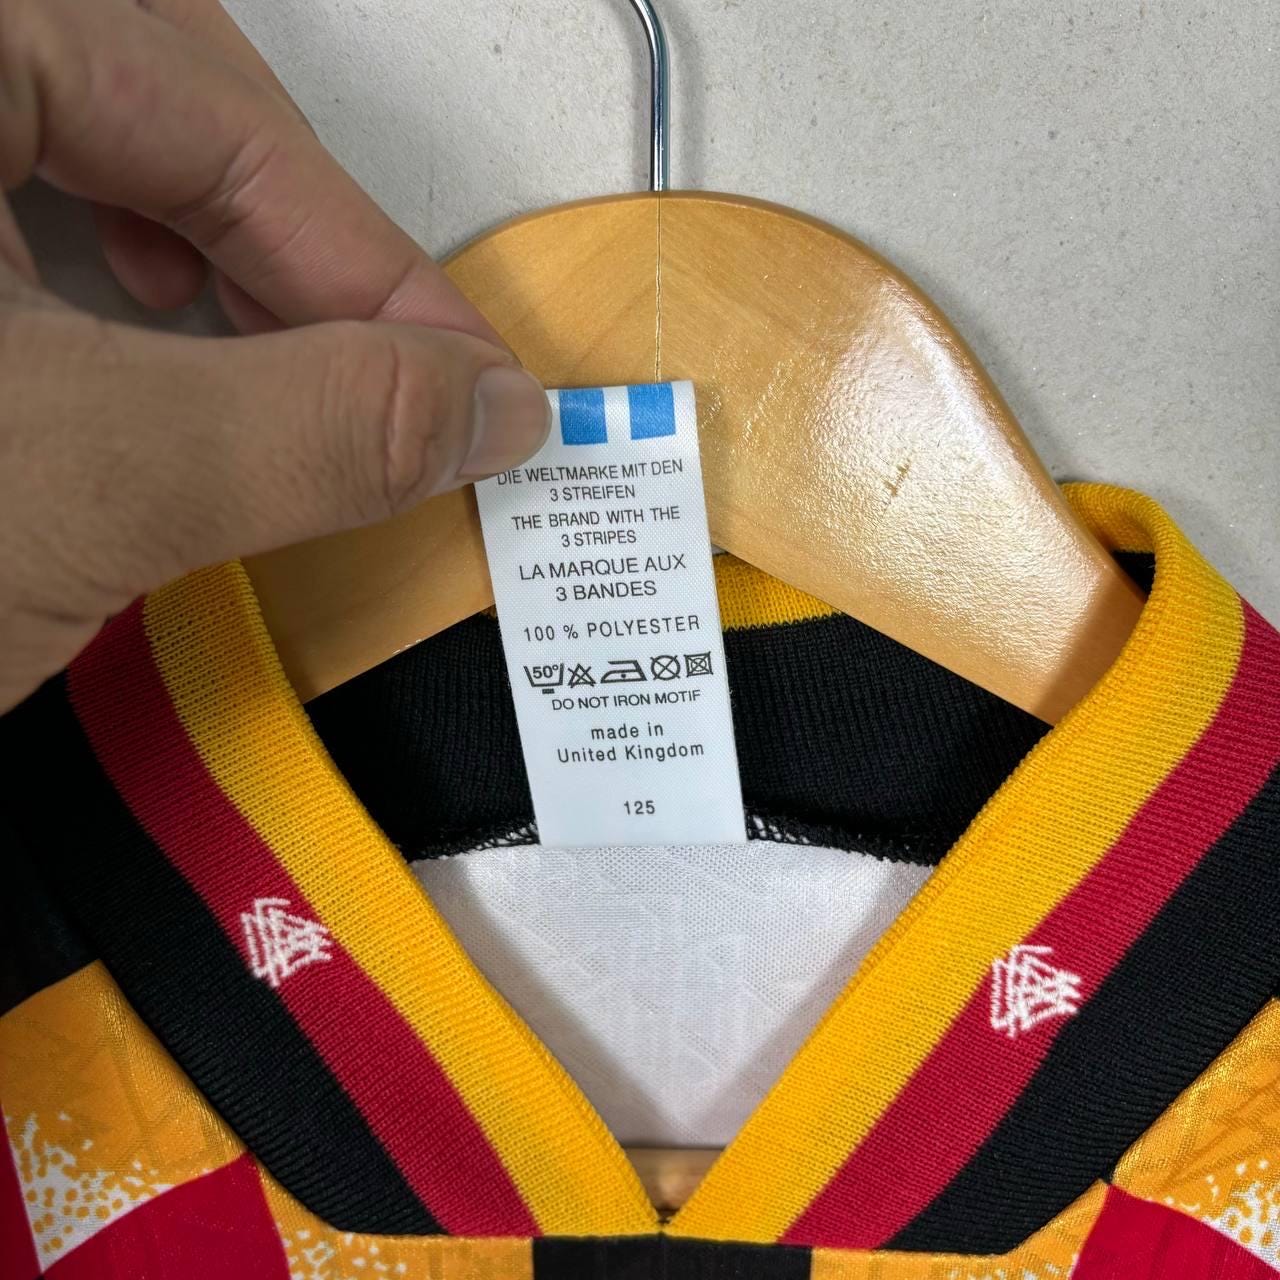 DIE WELTMARKE MIT DEN
3 STREIFEN
THE BRAND WITH THE
3 STRIPES
LA MARQUE AUX
3 BANDES
100 % POLYESTER
50°
DO NOT IRON MOTIF
made in
United Kingdom
125